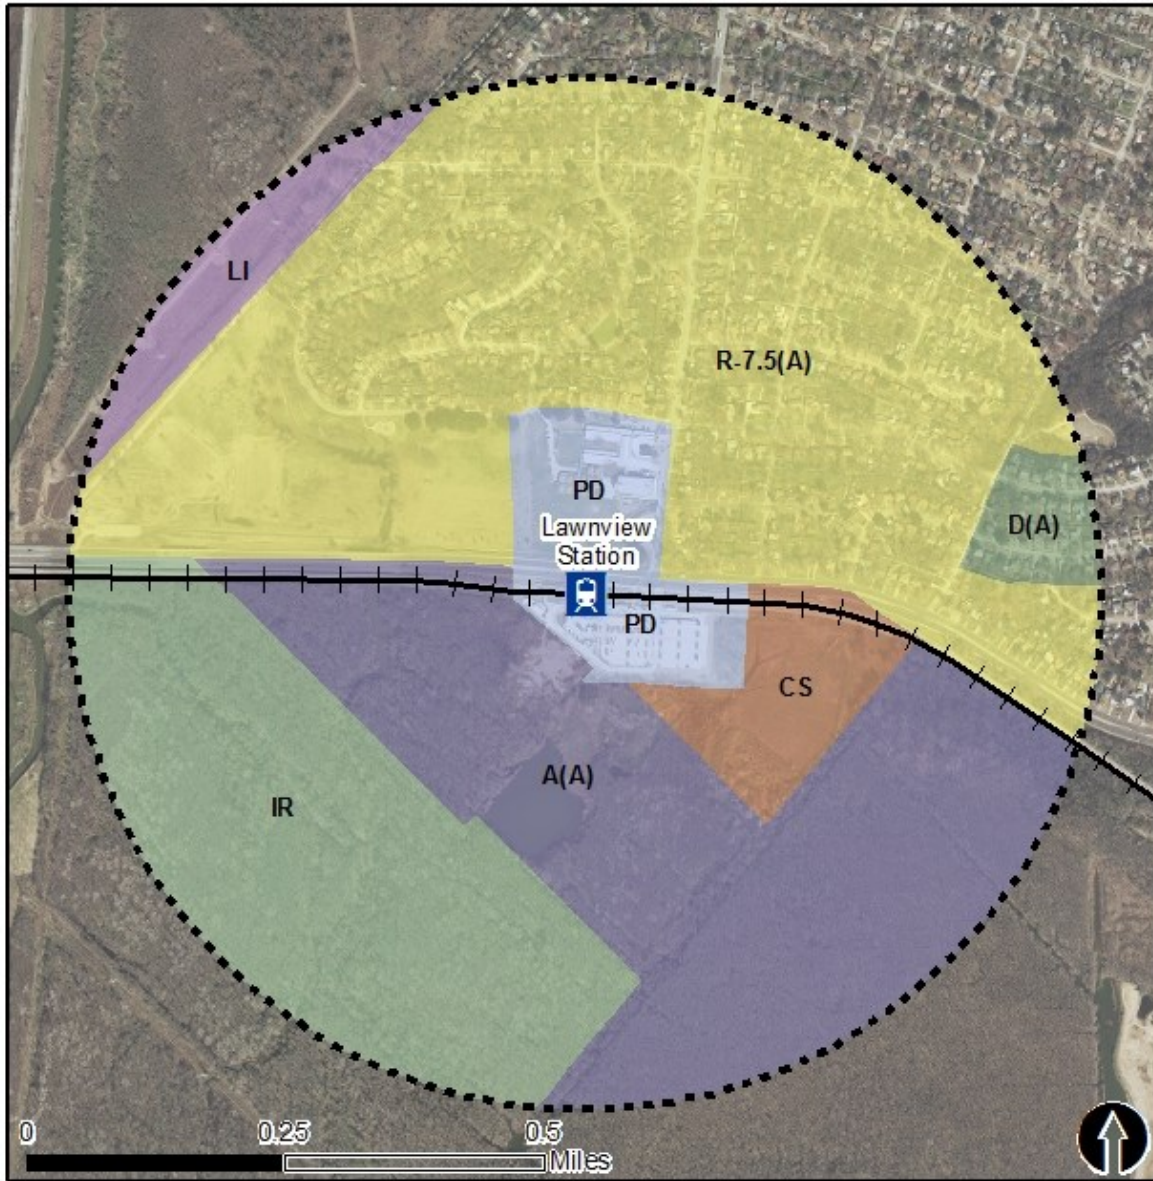 LI
R-7.5(A)
PD
Lawnview
Station
D(A)
PD
CS
A(A)
IR
0 0.25 0.5
Miles